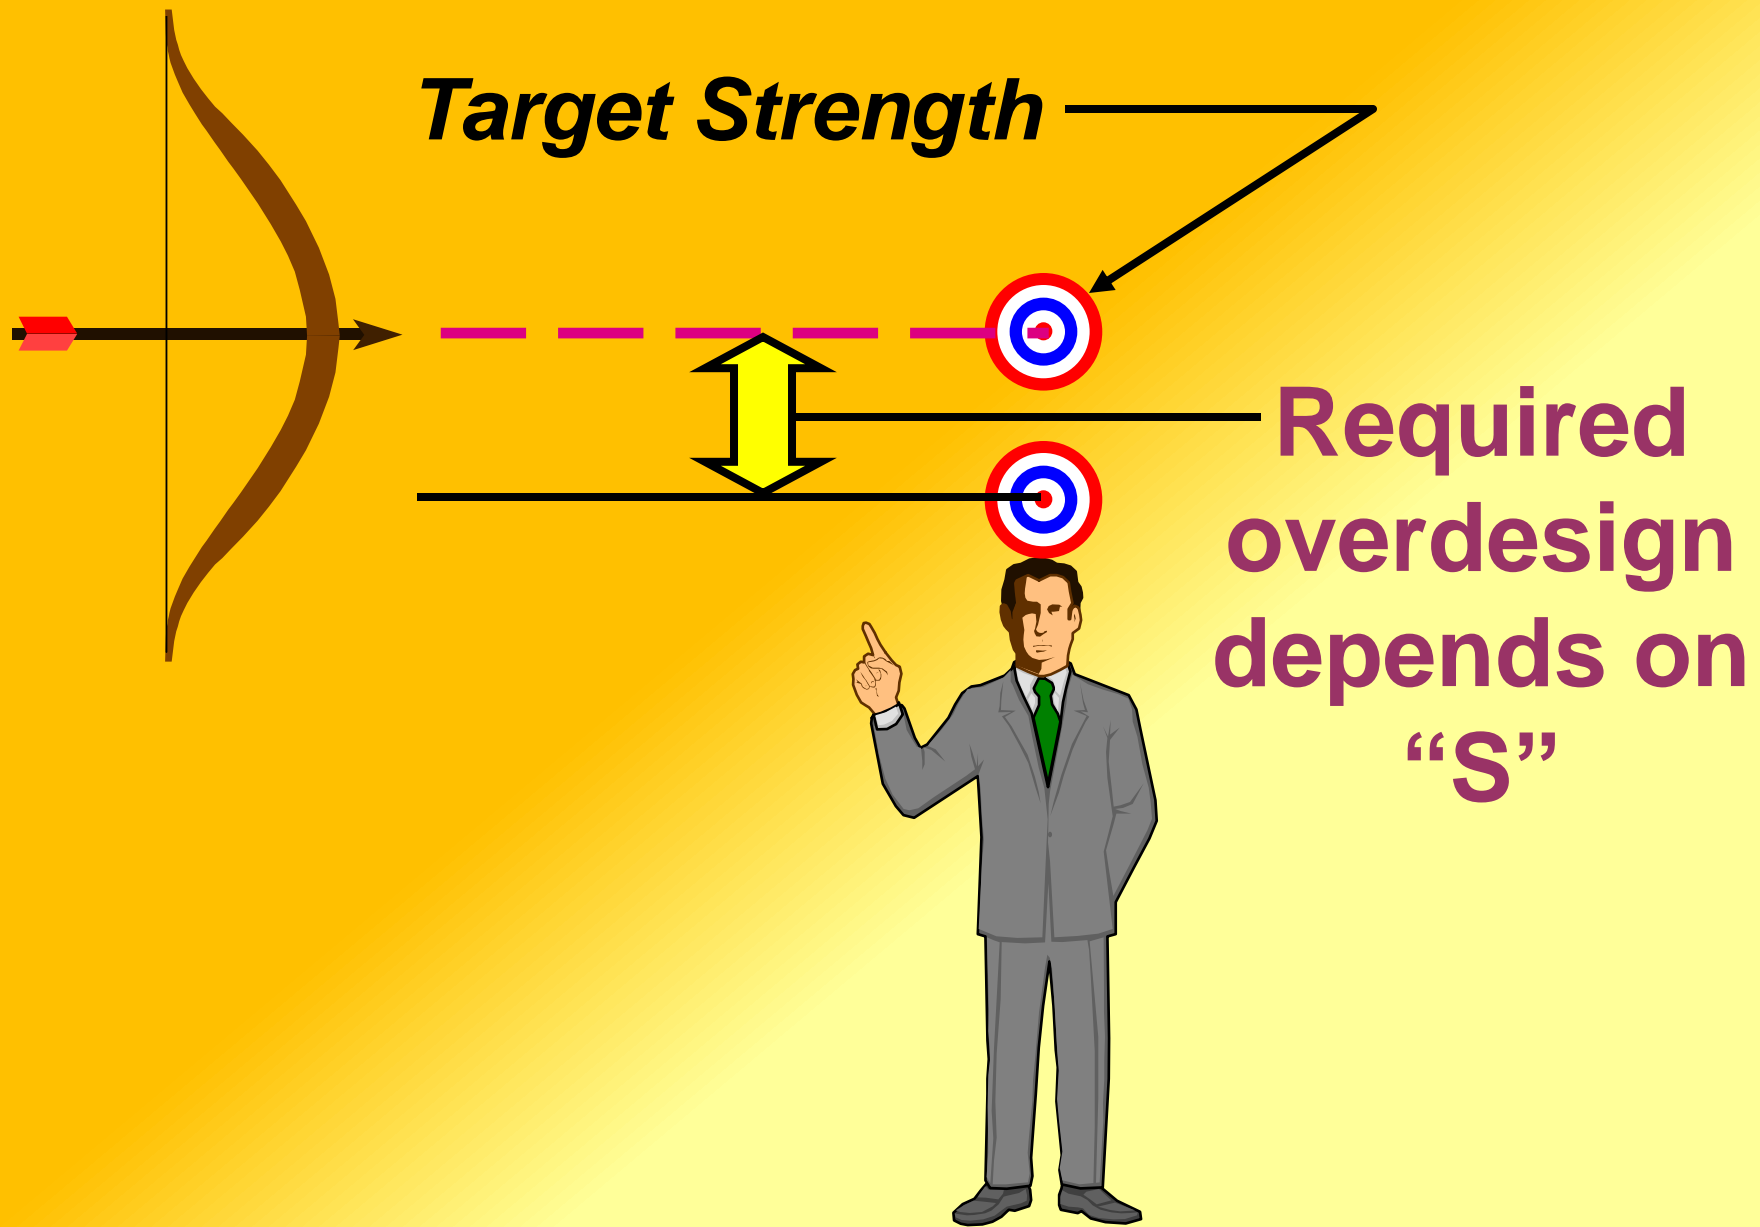 Target Strength
Required
overdesign
depends on
“S”